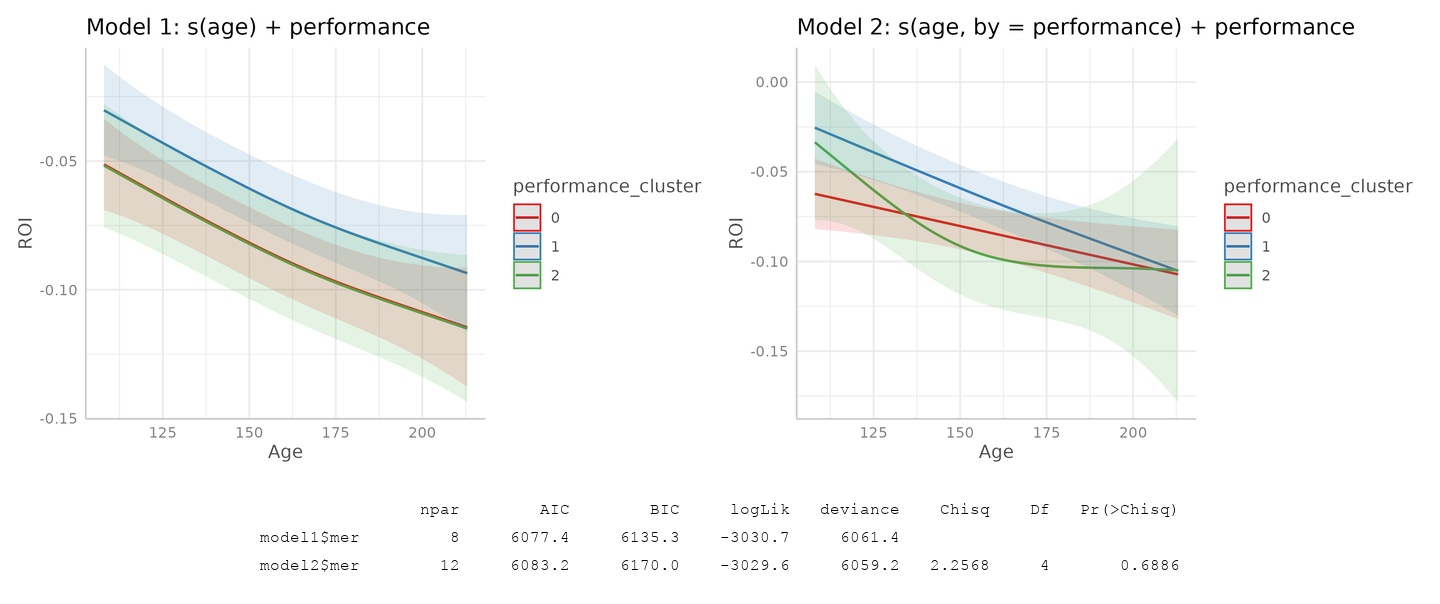 Model 1: s(age) + performance
-0.05
-0.10
-0.15
ROI
125 150 175 200
Age
performance_cluster
0
1
2
Model 2: s(age, by = performance) + performance
0.00
-0.05
-0.10
-0.15
ROI
125 150 175 200
Age
performance_cluster
0
1
2
npar AIC BIC logLik deviance Chisq Df Pr(>Chisq)
model1$mer 8 6077.4 6135.3 -3030.7 6061.4
model2$mer 12 6083.2 6170.0 -3029.6 6059.2 2.2568 4 0.6886